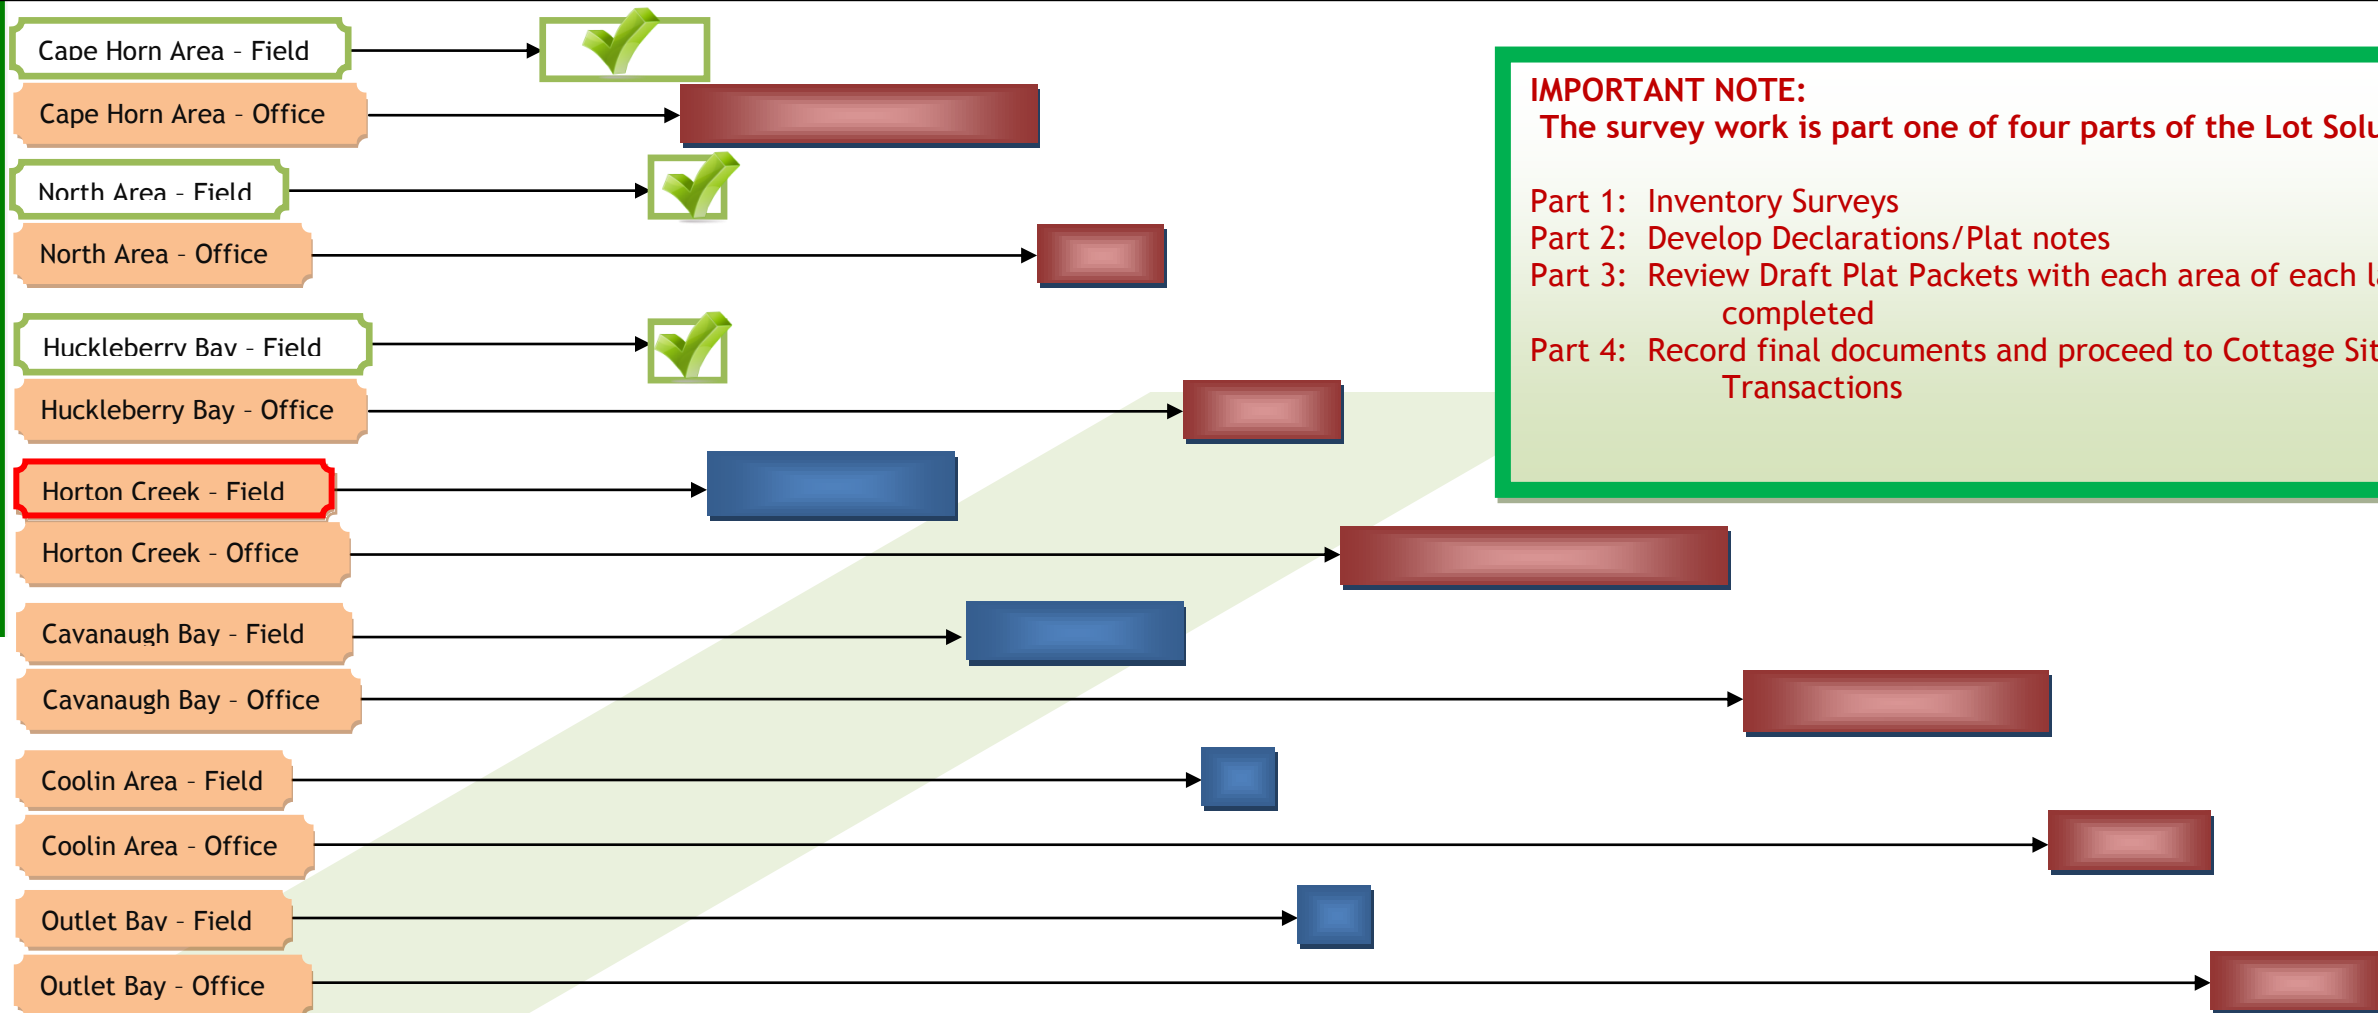 Cape Horn Area – Field
Cape Horn Area – Office
North Area – Field
North Area – Office
Huckleberry Bay – Field
Huckleberry Bay – Office
Horton Creek – Field
Horton Creek – Office
Cavanaugh Bay – Field
Cavanaugh Bay – Office
Coolin Area – Field
Coolin Area – Office
Outlet Bay – Field
Outlet Bay – Office
IMPORTANT NOTE:
The survey work is part one of four parts of the Lot
Part 1: Inventory Surveys
Part 2: Develop Declarations/Plat notes
Part 3: Review Draft Plat Packets with each area of each
completed
Part 4: Record final documents and proceed to Cottage
Transactions